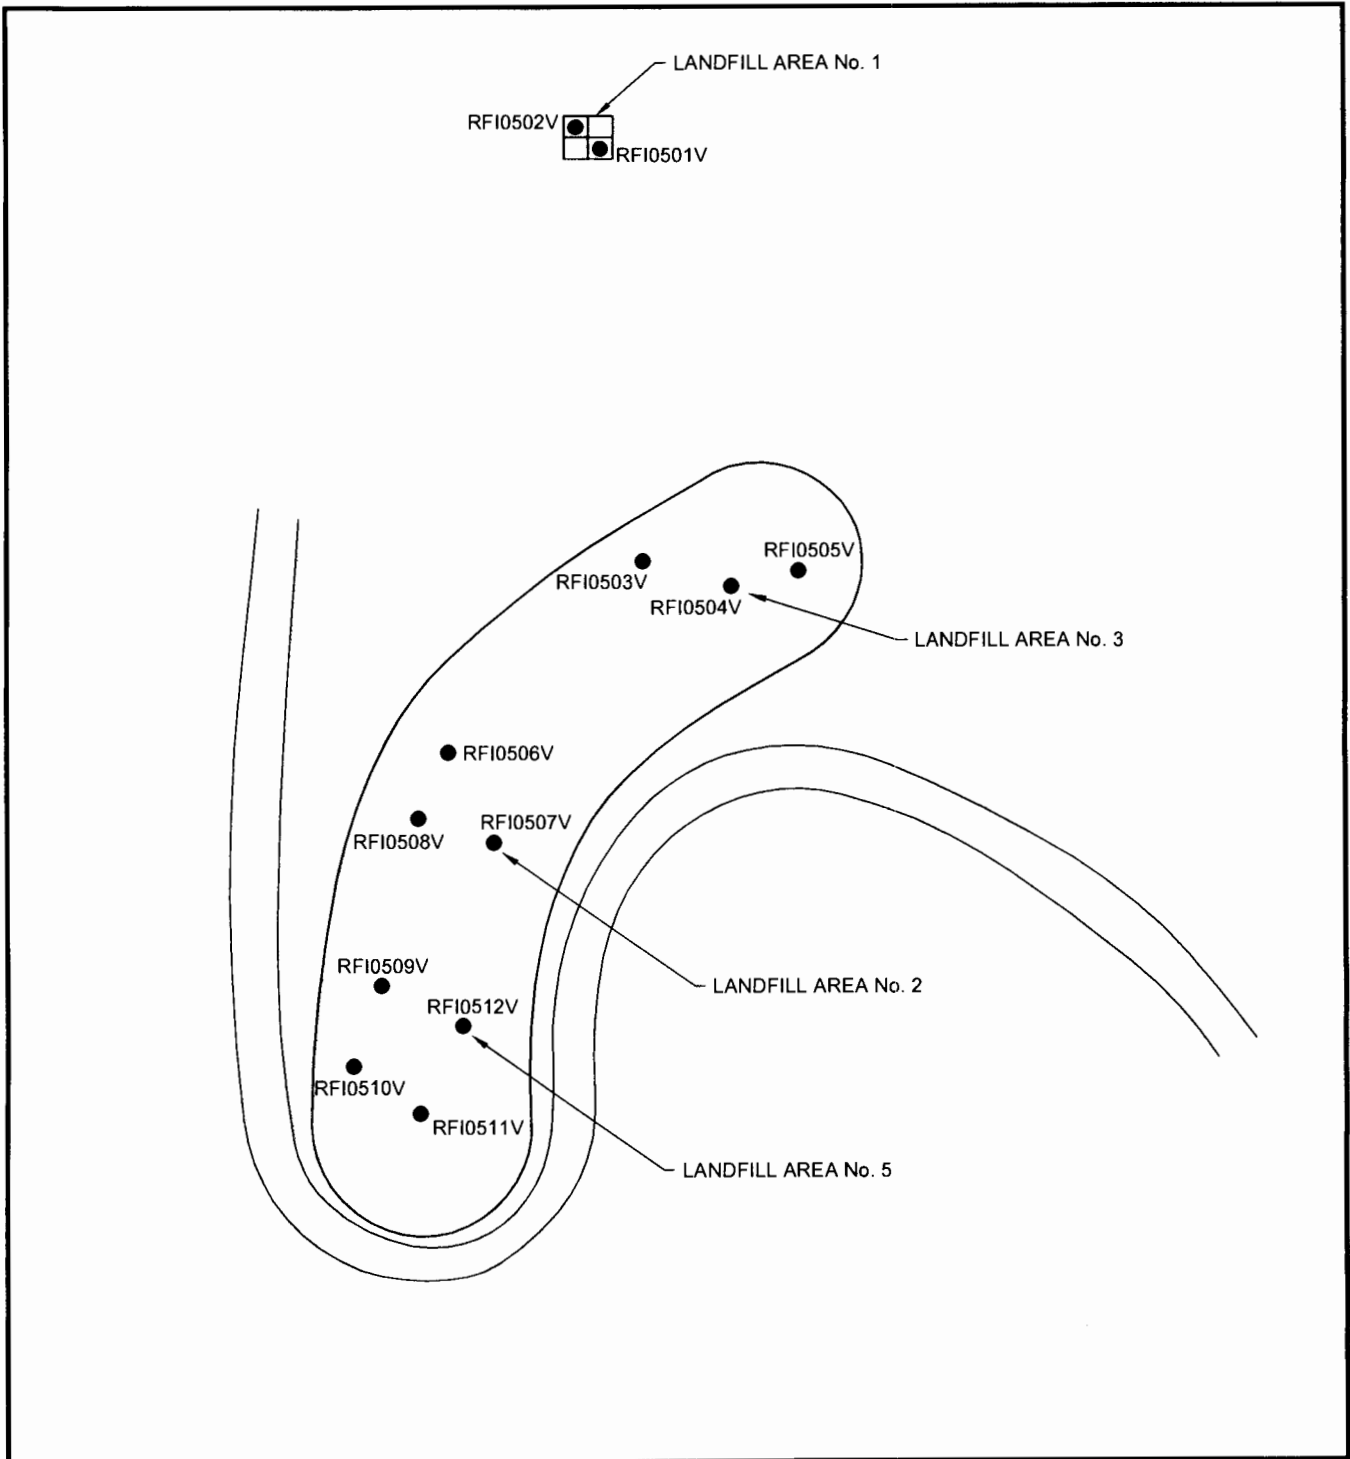 LANDFILL AREA No. 1
RFI0502V
RFI0501V
RFI0505V
RFI0503V
RFI0504V
LANDFILL AREA No. 3
RFI0506V
RFI0507V
RFI0508V
RFI0509V
LANDFILL AREA No. 2
RFI0512V
RFI0510V
RFI0511V
LANDFILL AREA No. 5